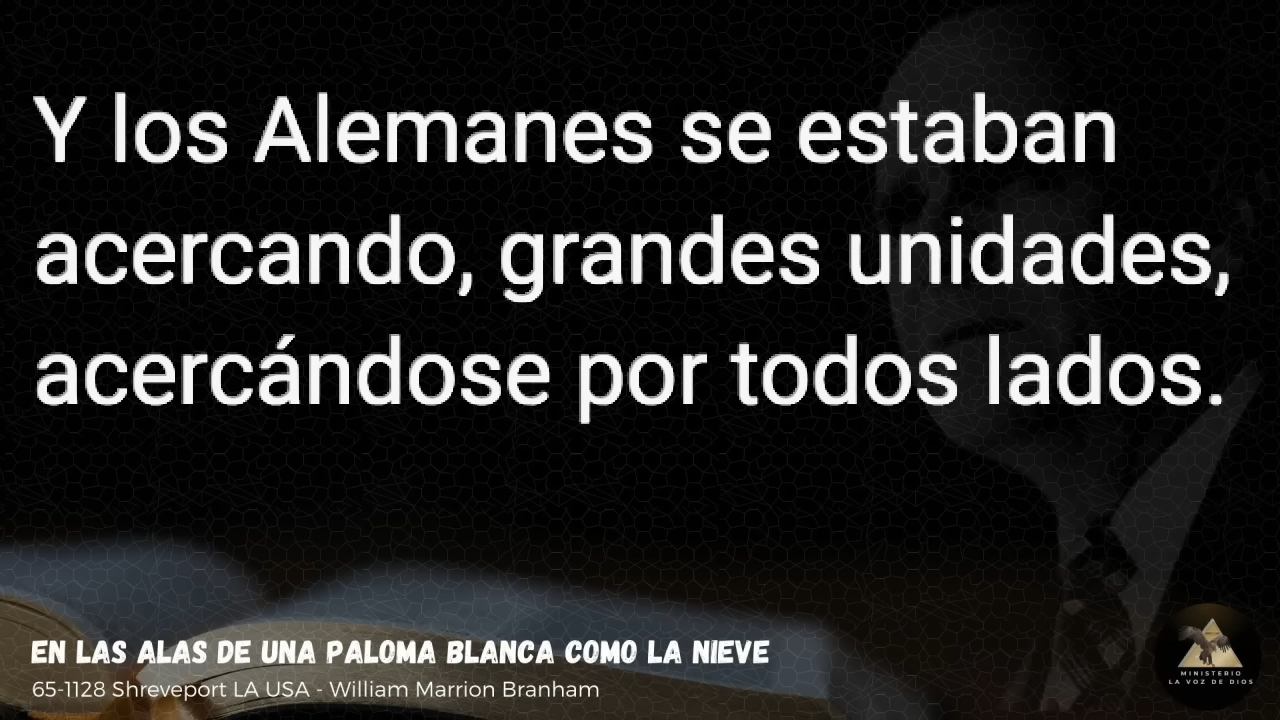 Y los Alemanes se estaban
acercando, grandes unidades,
acercándose por todos lados.
EN LAS ALAS DE UNA PALOMA BLANCA COMO LA NIEVE
65-1128 Shreveport LA USA - William Marrion Branham
MINISTERIO
LA VOZ DE DIOS